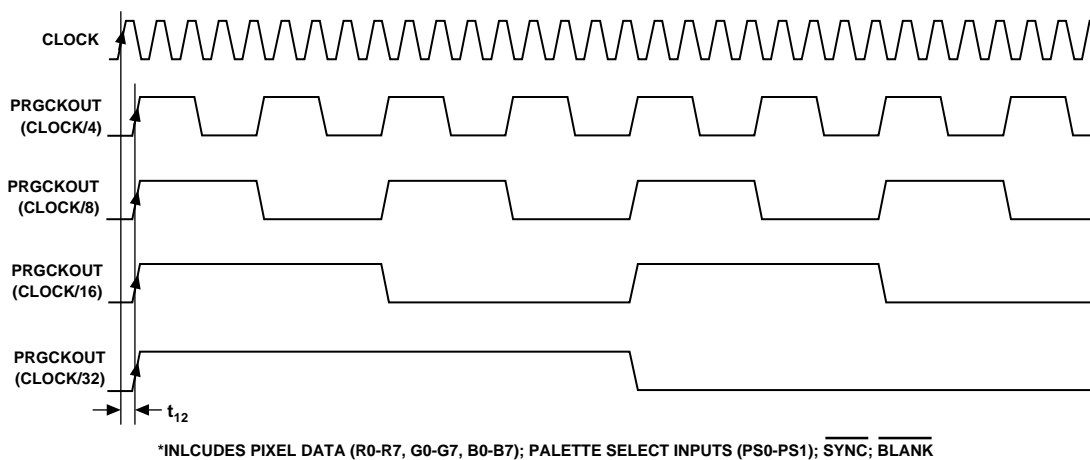 CLOCK
PRGCKOUT
(CLOCK/4)
PRGCKOUT
(CLOCK/8)
PRGCKOUT
(CLOCK/16)
PRGCKOUT
(CLOCK/32)
t12
*INLCUDES PIXEL DATA (R0-R7, G0-G7, B0-B7); PALETTE SELECT INPUTS (PS0-PS1); SYNC; BLANK